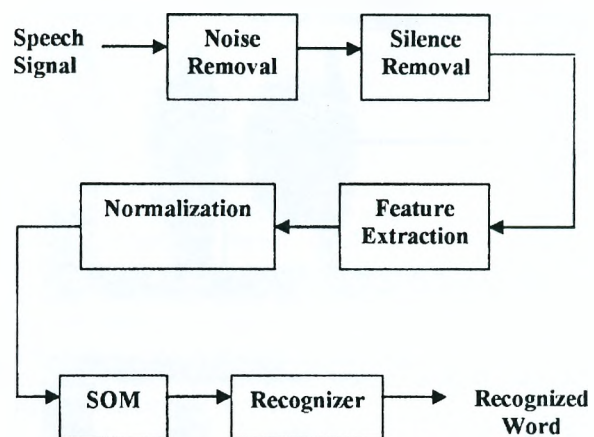 Speech
Signal
Noise
Removal
Silence
Removal
Normalization
Feature
Extraction
SOM
Recognizer
Recognized
Word